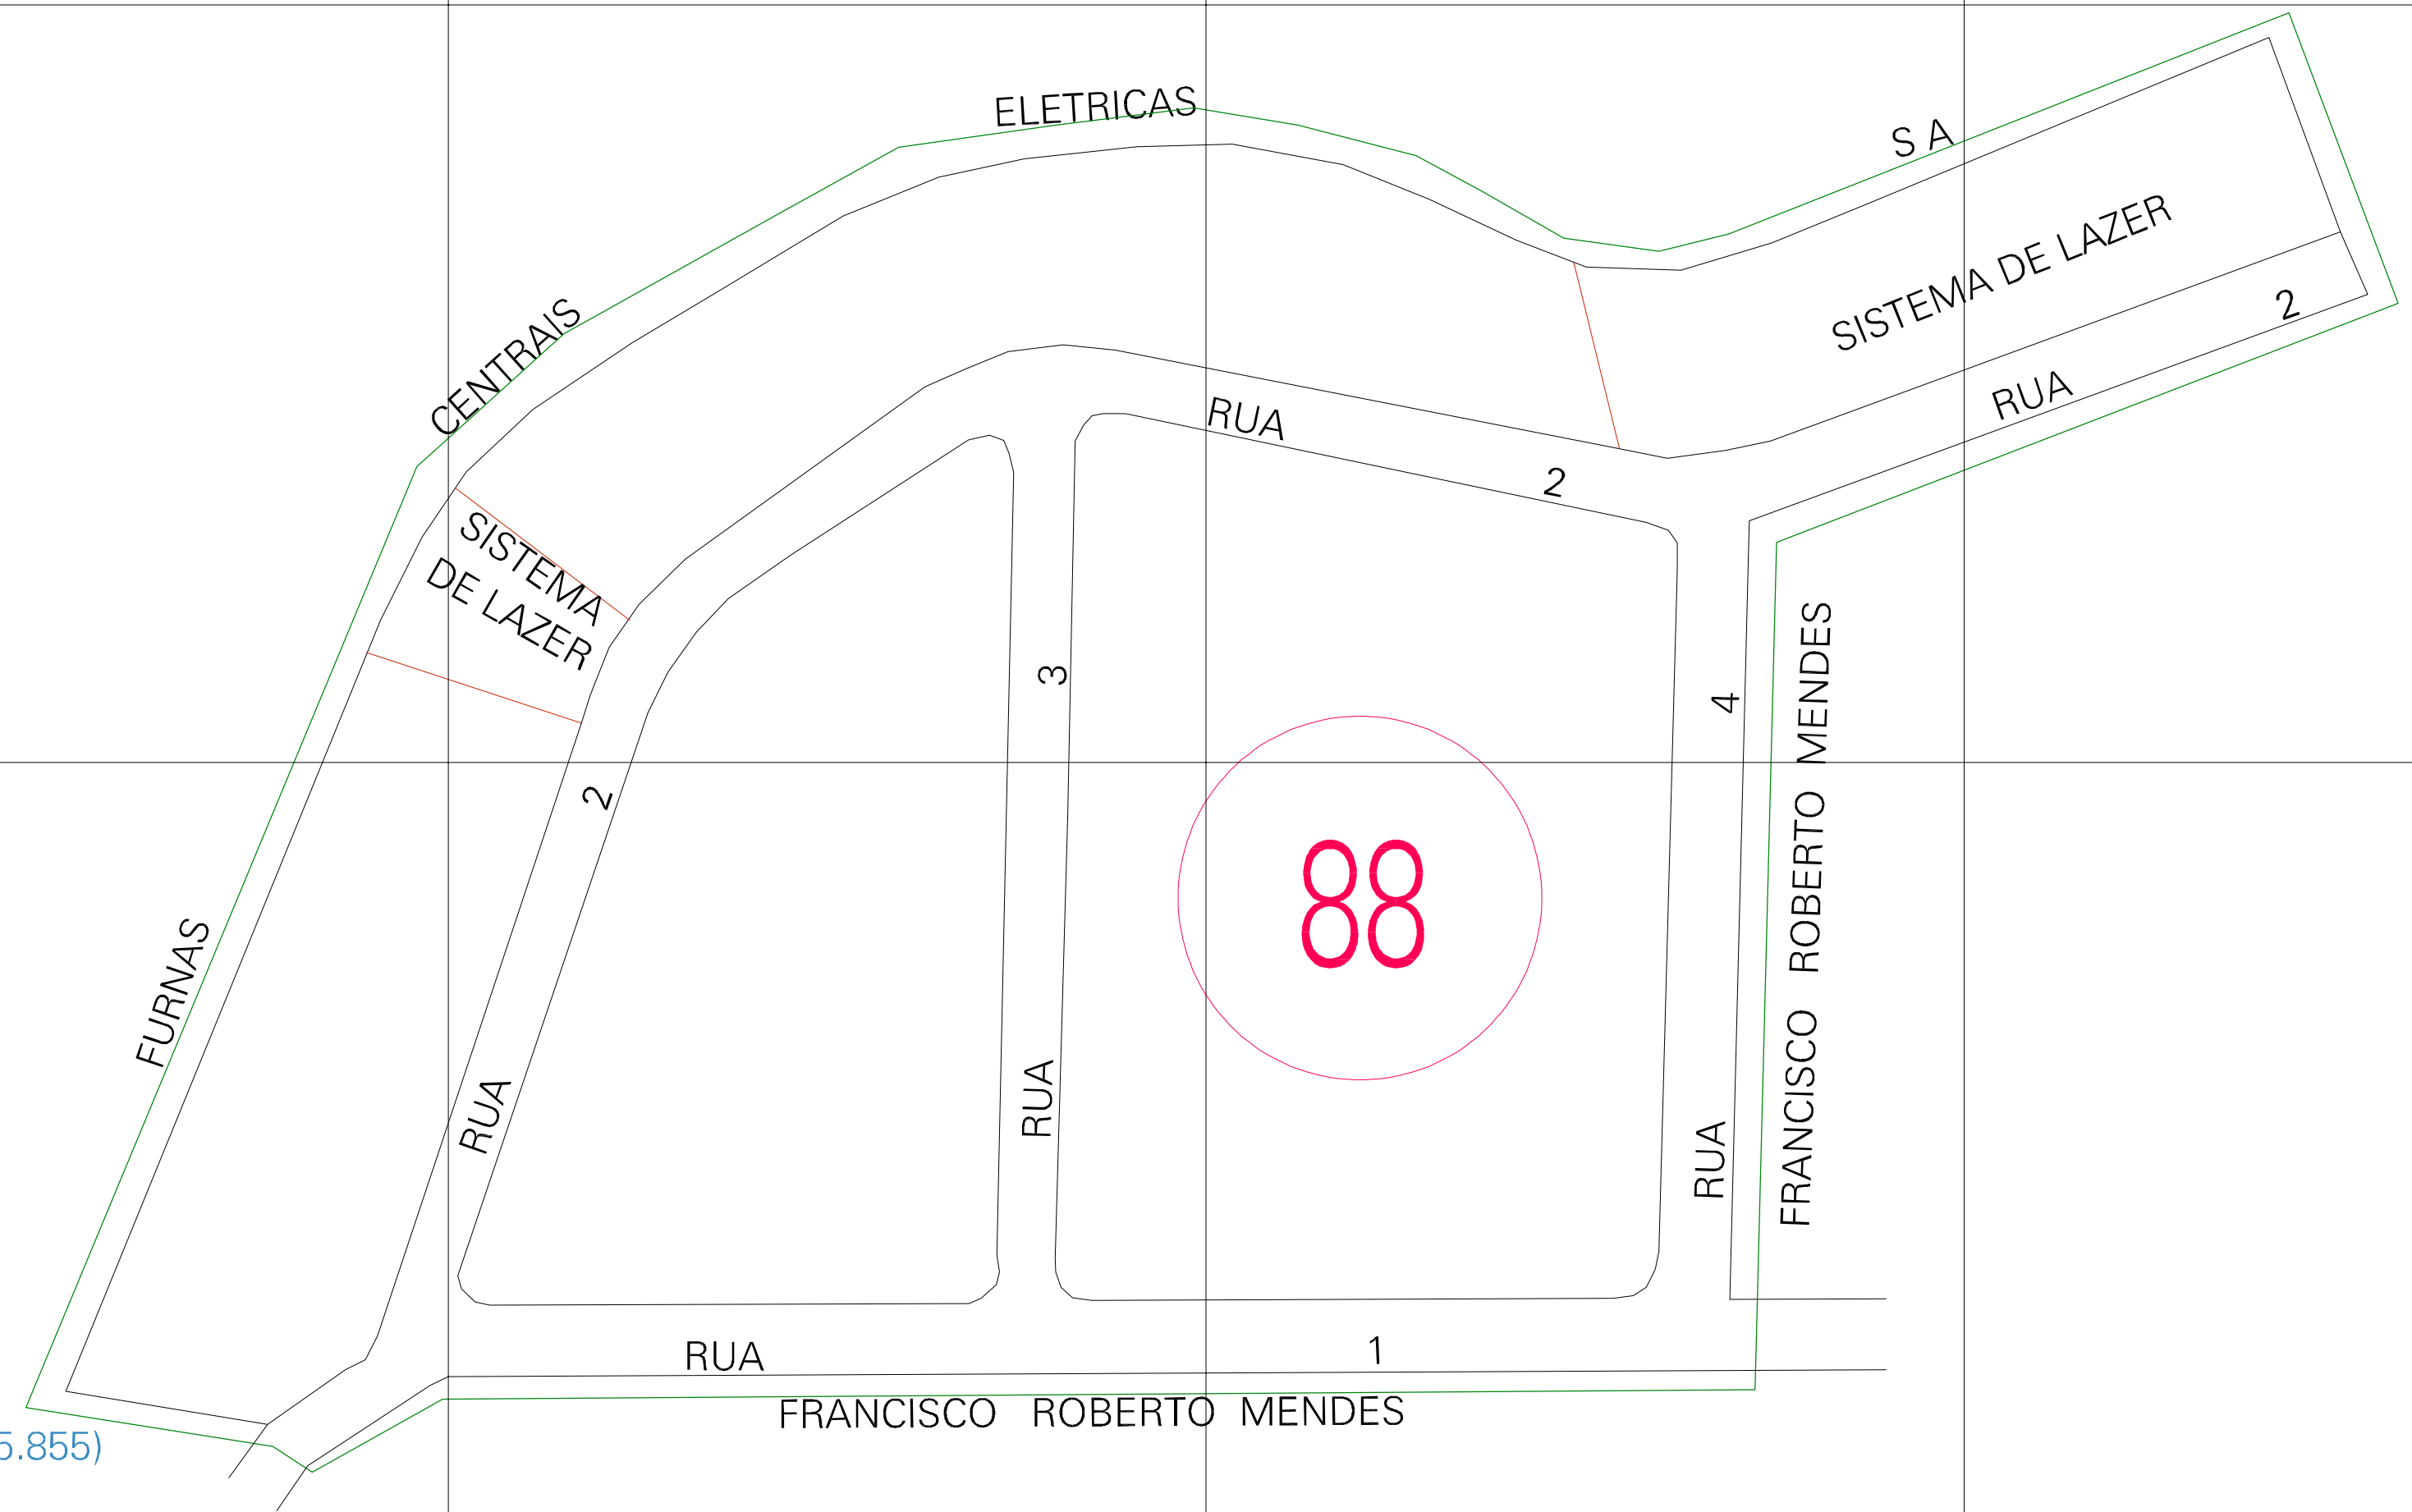 ELETRICAS
S A
SISTEMA DE LAZER
CENTRAIS
RUA
2
RUA
2
SISTEMA
DE LAZER
3
4
2
88
FURNAS
RUA
RUA
RUA
FRANCISCO ROBERTO MENDES
RUA
1
FRANCISCO ROBERTO MENDES
5.855)